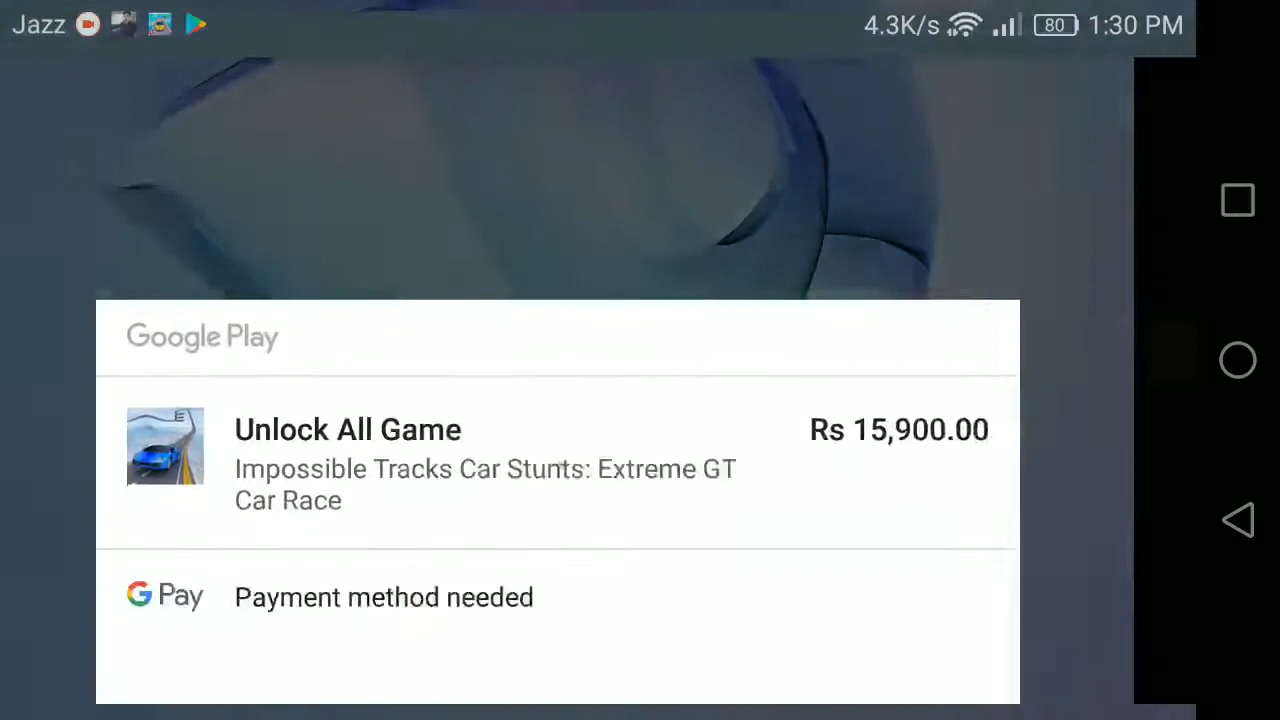 Jazz 4.3K/s 80 1:30 PM
Google Play
Unlock All Game Rs 15,900.00
Impossible Tracks Car Stunts: Extreme GT
Car Race
G Pay Payment method needed